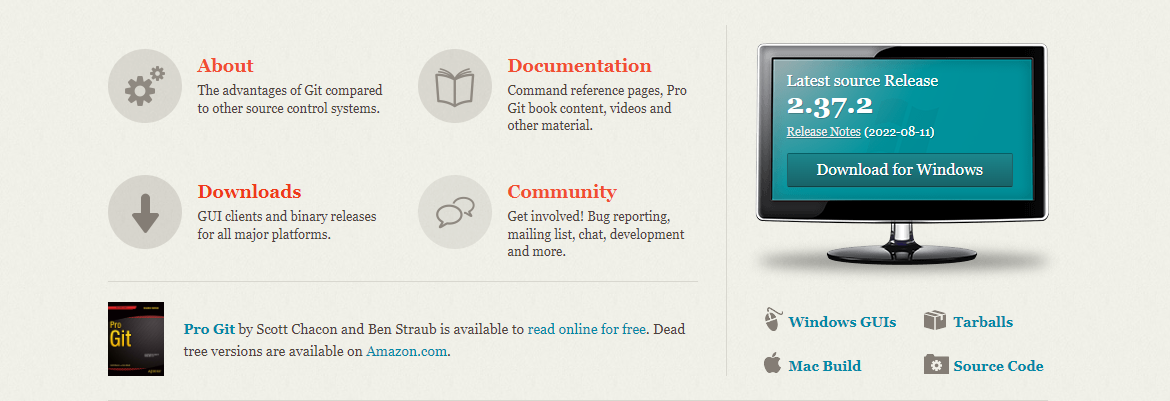 About
The advantages of Git compared
to other source control systems.
Documentation
Command reference pages, Pro
Git book content, videos and
other material.
Downloads
GUI clients and binary releases
for all major platforms.
Community
Get involved! Bug reporting,
mailing list, chat, development
and more.
Pro
Git
Pro Git by Scott Chacon and Ben Straub is available to read online for free. Dead
tree versions are available on Amazon.com.
Latest source Release
2.37.2
Release Notes (2022-08-11)
Download for Windows
Windows GUIs
Tarballs
Mac Build
Source Code